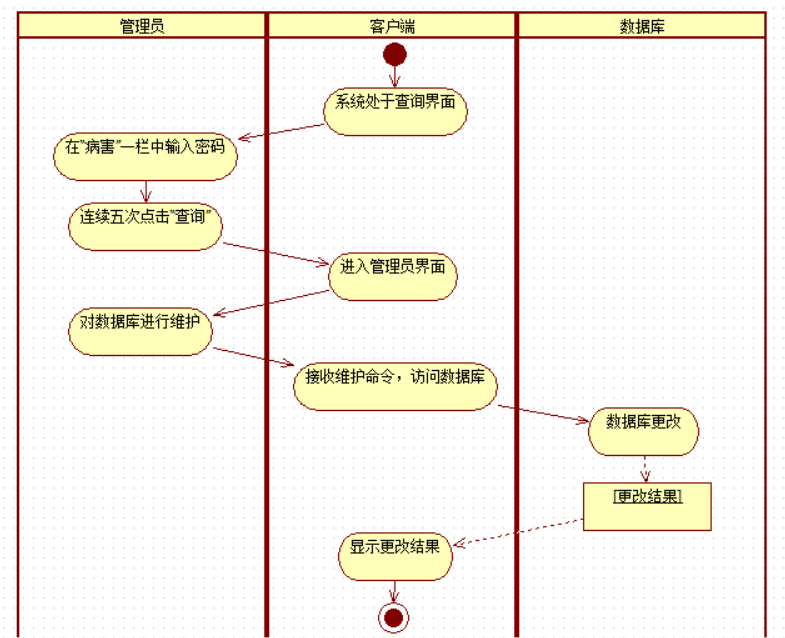 管理员
客户端
数据库
系统处于查询界面
在"病害"一栏中输入密码
连续五次点击"查询"
进入管理员界面
对数据库进行维护
接收维护命令，访问数据库
数据库更改
[更改结果]
显示更改结果